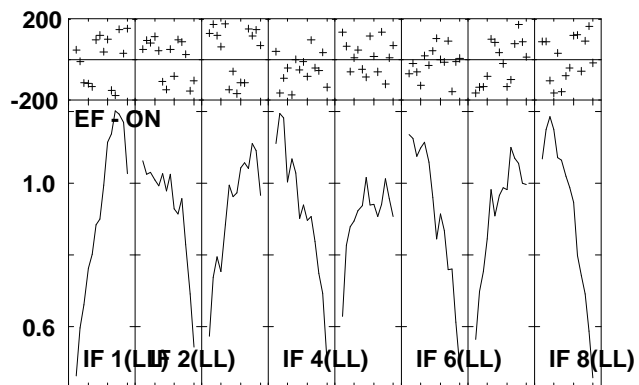 200
-200
EF - ON
1.0
0.6
IF 1(LL) IF 2(LL) IF 4(LL) IF 6(LL) IF 8(LL)